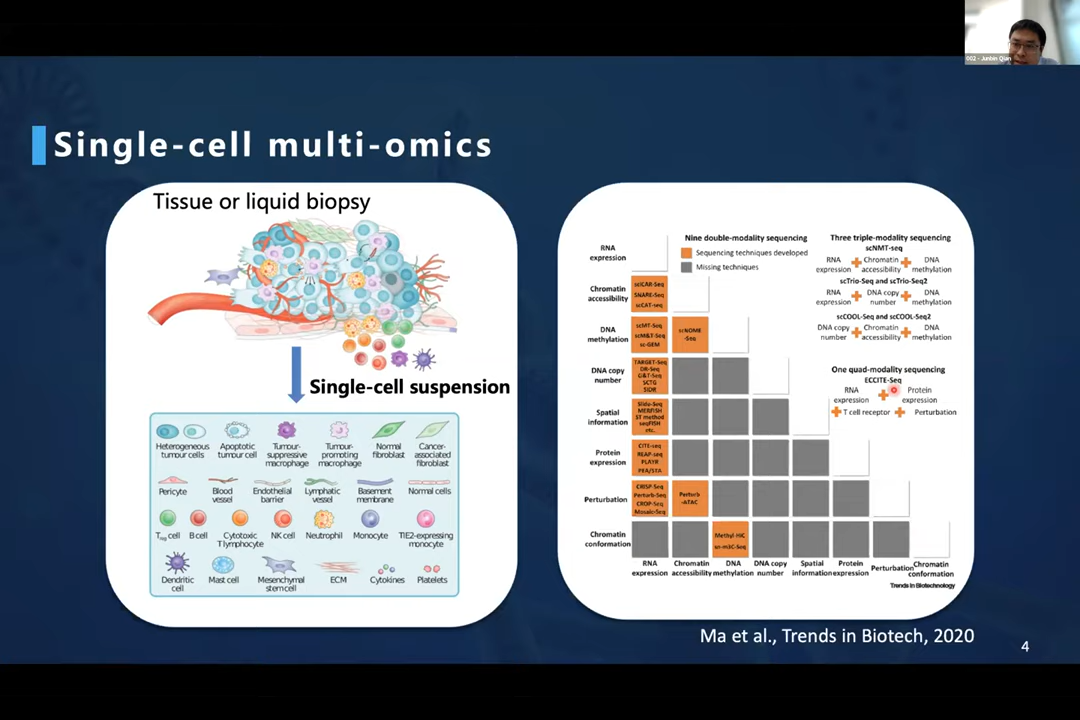 002 - Junbin Qian
Single-cell multi-omics
Tissue or liquid biopsy
Single-cell suspension
Heterogeneous
tumour cells
Apoptotic
tumour cell
Tumour-
suppressive
macrophage
Tumour-
promoting
macrophage
Normal
fibroblast
Cancer-
associated
fibroblast
Pericyte
Blood
vessel
Endothelial
barrier
Lymphatic
vessel
Basement
membrane
Normal cells
Treg cell
B cell
Cytotoxic
T lymphocyte
NK cell
Neutrophil
Monocyte
TIE2-expressing
monocyte
Dendritic
cell
Mast cell
Mesenchymal
stem cell
ECM
Cytokines
Platelets
Nine double-modality sequencing
Sequencing techniques developed
Missing techniques
RNA
expression
Chromatin
accessibility
sciCAR-Seq
SNARE-Seq
scCAT-seq
DNA
methylation
scMT-Seq
scM&T-Seq
sc-GEM
scNOME
-Seq
DNA copy
number
TARGET-Seq
DR-Seq
G&T-Seq
SCTG
SIDR
Spatial
information
Slide-Seq
MERFISH
ST method
seqFISH
etc.
Protein
expression
CITE-seq
REAP-seq
PLAYR
PEA/STA
Perturbation
CRISP-Seq
Perturb-Seq
CROP-Seq
Mosaic-Seq
Perturb
-ATAC
Chromatin
conformation
Methyl-HiC
sn-m3C-Seq
RNA
expression
Chromatin
accessibility
DNA
methylation
DNA copy
number
Spatial
information
Protein
expression
Perturbation
Chromatin
conformation
Three triple-modality sequencing
scNMT-seq
RNA
expression
Chromatin
accessibility
DNA
methylation
scTrio-Seq and scTrio-Seq2
RNA
expression
DNA copy
number
DNA
methylation
scCOOL-Seq and scCOOL-Seq2
DNA copy
number
Chromatin
accessibility
DNA
methylation
One quad-modality sequencing
ECCITE-Seq
RNA
expression
Protein
expression
T cell receptor
Perturbation
Trends in Biotechnology
Ma et al., Trends in Biotech, 2020
4